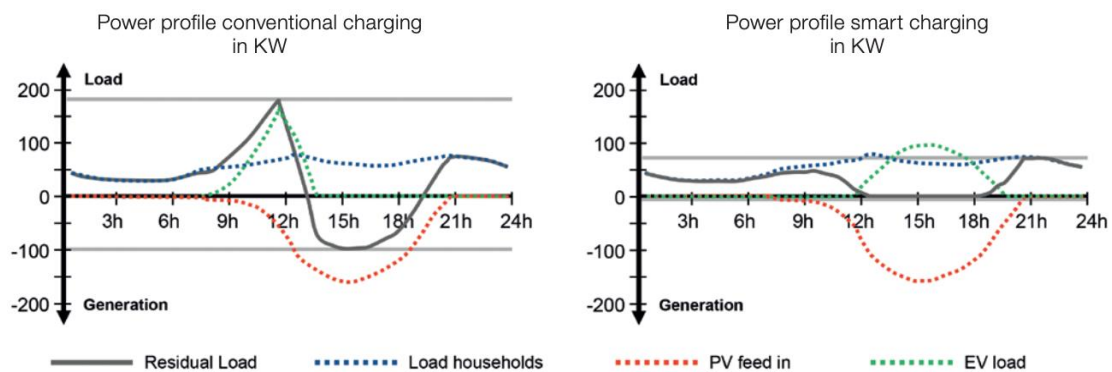 Power profile conventional charging
in KW
Load
200
100
0
-100
-200
3h 6h 9h 12h 15h 18h 21h 24h
Generation
Power profile smart charging
in KW
Load
200
100
0
-100
-200
3h 6h 9h 12h 15h 18h 21h 24h
Generation
Residual Load
Load households
PV feed in
EV load